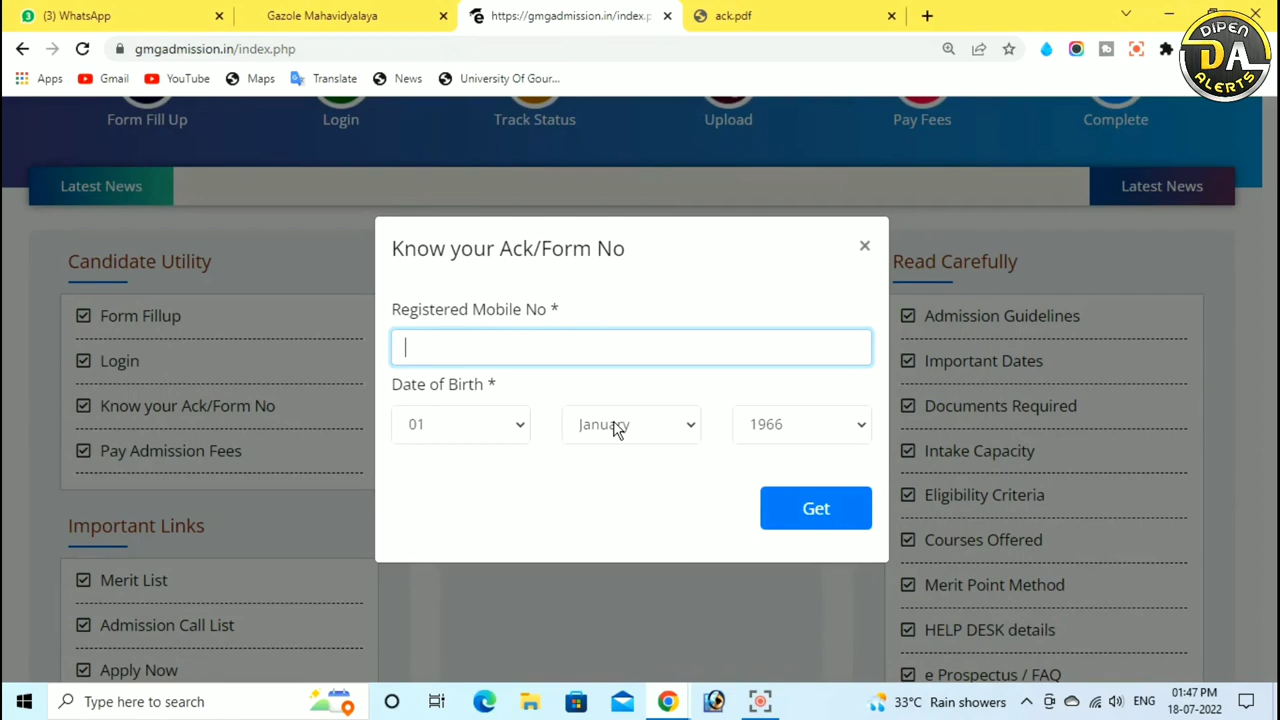 (3) WhatsApp
Gazole Mahavidyalaya
https://gmgadmission.in/index.p
ack.pdf
gmgadmission.in/index.php
DIPEN
DA
ALERTS
Apps
Gmail
YouTube
Maps
Translate
News
University Of Gour...
Form Fill Up
Login
Track Status
Upload
Pay Fees
Complete
Latest News
Latest News
Candidate Utility
Form Fillup
Login
Know your Ack/Form No
Pay Admission Fees
Important Links
Merit List
Admission Call List
Apply Now
Know your Ack/Form No
×
Registered Mobile No *
Date of Birth *
01
January
1966
Get
Read Carefully
Admission Guidelines
Important Dates
Documents Required
Intake Capacity
Eligibility Criteria
Courses Offered
Merit Point Method
HELP DESK details
e Prospectus / FAQ
Type here to search
33°C Rain showers
ENG
01:47 PM
18-07-2022